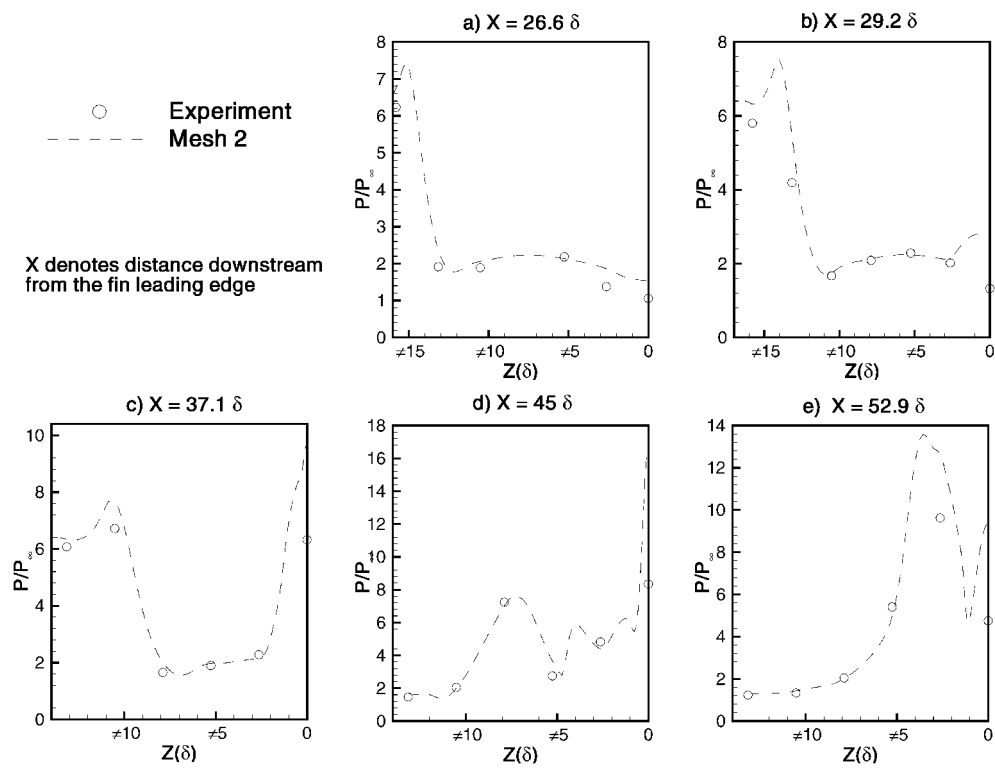 a) X = 26.6 δ
b) X = 29.2 δ
Experiment
Mesh 2
X denotes distance downstream
from the fin leading edge
P/P∞
8
7
6
5
4
3
2
1
0
≠15
≠10
≠5
0
Z(δ)
P/P∞
8
6
4
2
0
≠15
≠10
≠5
0
Z(δ)
c) X = 37.1 δ
d) X = 45 δ
e) X = 52.9 δ
P/P∞
10
8
6
4
2
0
≠10
≠5
0
Z(δ)
P/P∞
18
16
14
12
10
8
6
4
2
0
≠10
≠5
0
Z(δ)
P/P∞
14
12
10
8
6
4
2
0
≠10
≠5
0
Z(δ)